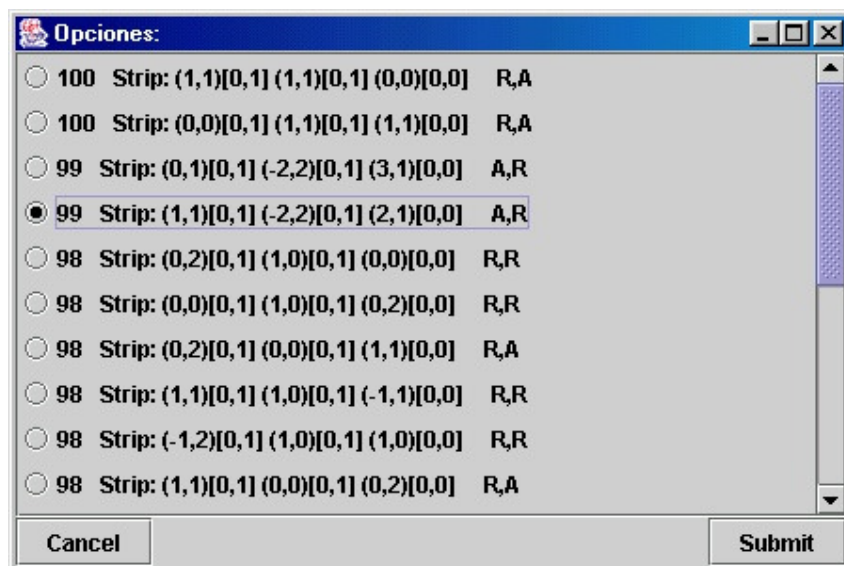 Opciones:
100 Strip: (1,1)[0,1] (1,1)[0,1] (0,0)[0,0] R,A
100 Strip: (0,0)[0,1] (1,1)[0,1] (1,1)[0,0] R,A
99 Strip: (0,1)[0,1] (-2,2)[0,1] (3,1)[0,0] A,R
99 Strip: (1,1)[0,1] (-2,2)[0,1] (2,1)[0,0] A,R
98 Strip: (0,2)[0,1] (1,0)[0,1] (0,0)[0,0] R,R
98 Strip: (0,0)[0,1] (1,0)[0,1] (0,2)[0,0] R,R
98 Strip: (0,2)[0,1] (0,0)[0,1] (1,1)[0,0] R,A
98 Strip: (1,1)[0,1] (1,0)[0,1] (-1,1)[0,0] R,R
98 Strip: (-1,2)[0,1] (1,0)[0,1] (1,0)[0,0] R,R
98 Strip: (1,1)[0,1] (0,0)[0,1] (0,2)[0,0] R,A
Cancel Submit